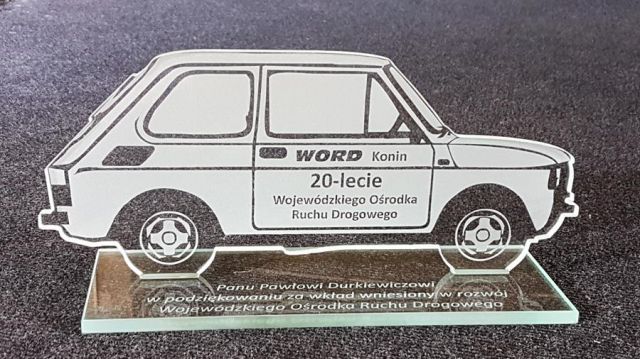 WORD Konin
20-lecie
Wojewódzkiego Ośrodka
Ruchu Drogowego
Panu Pawłowi Durkiewiczowi
w podziękowaniu za wkład wniesiony w rozwój
Wojewódzkiego Ośrodka Ruchu Drogowego